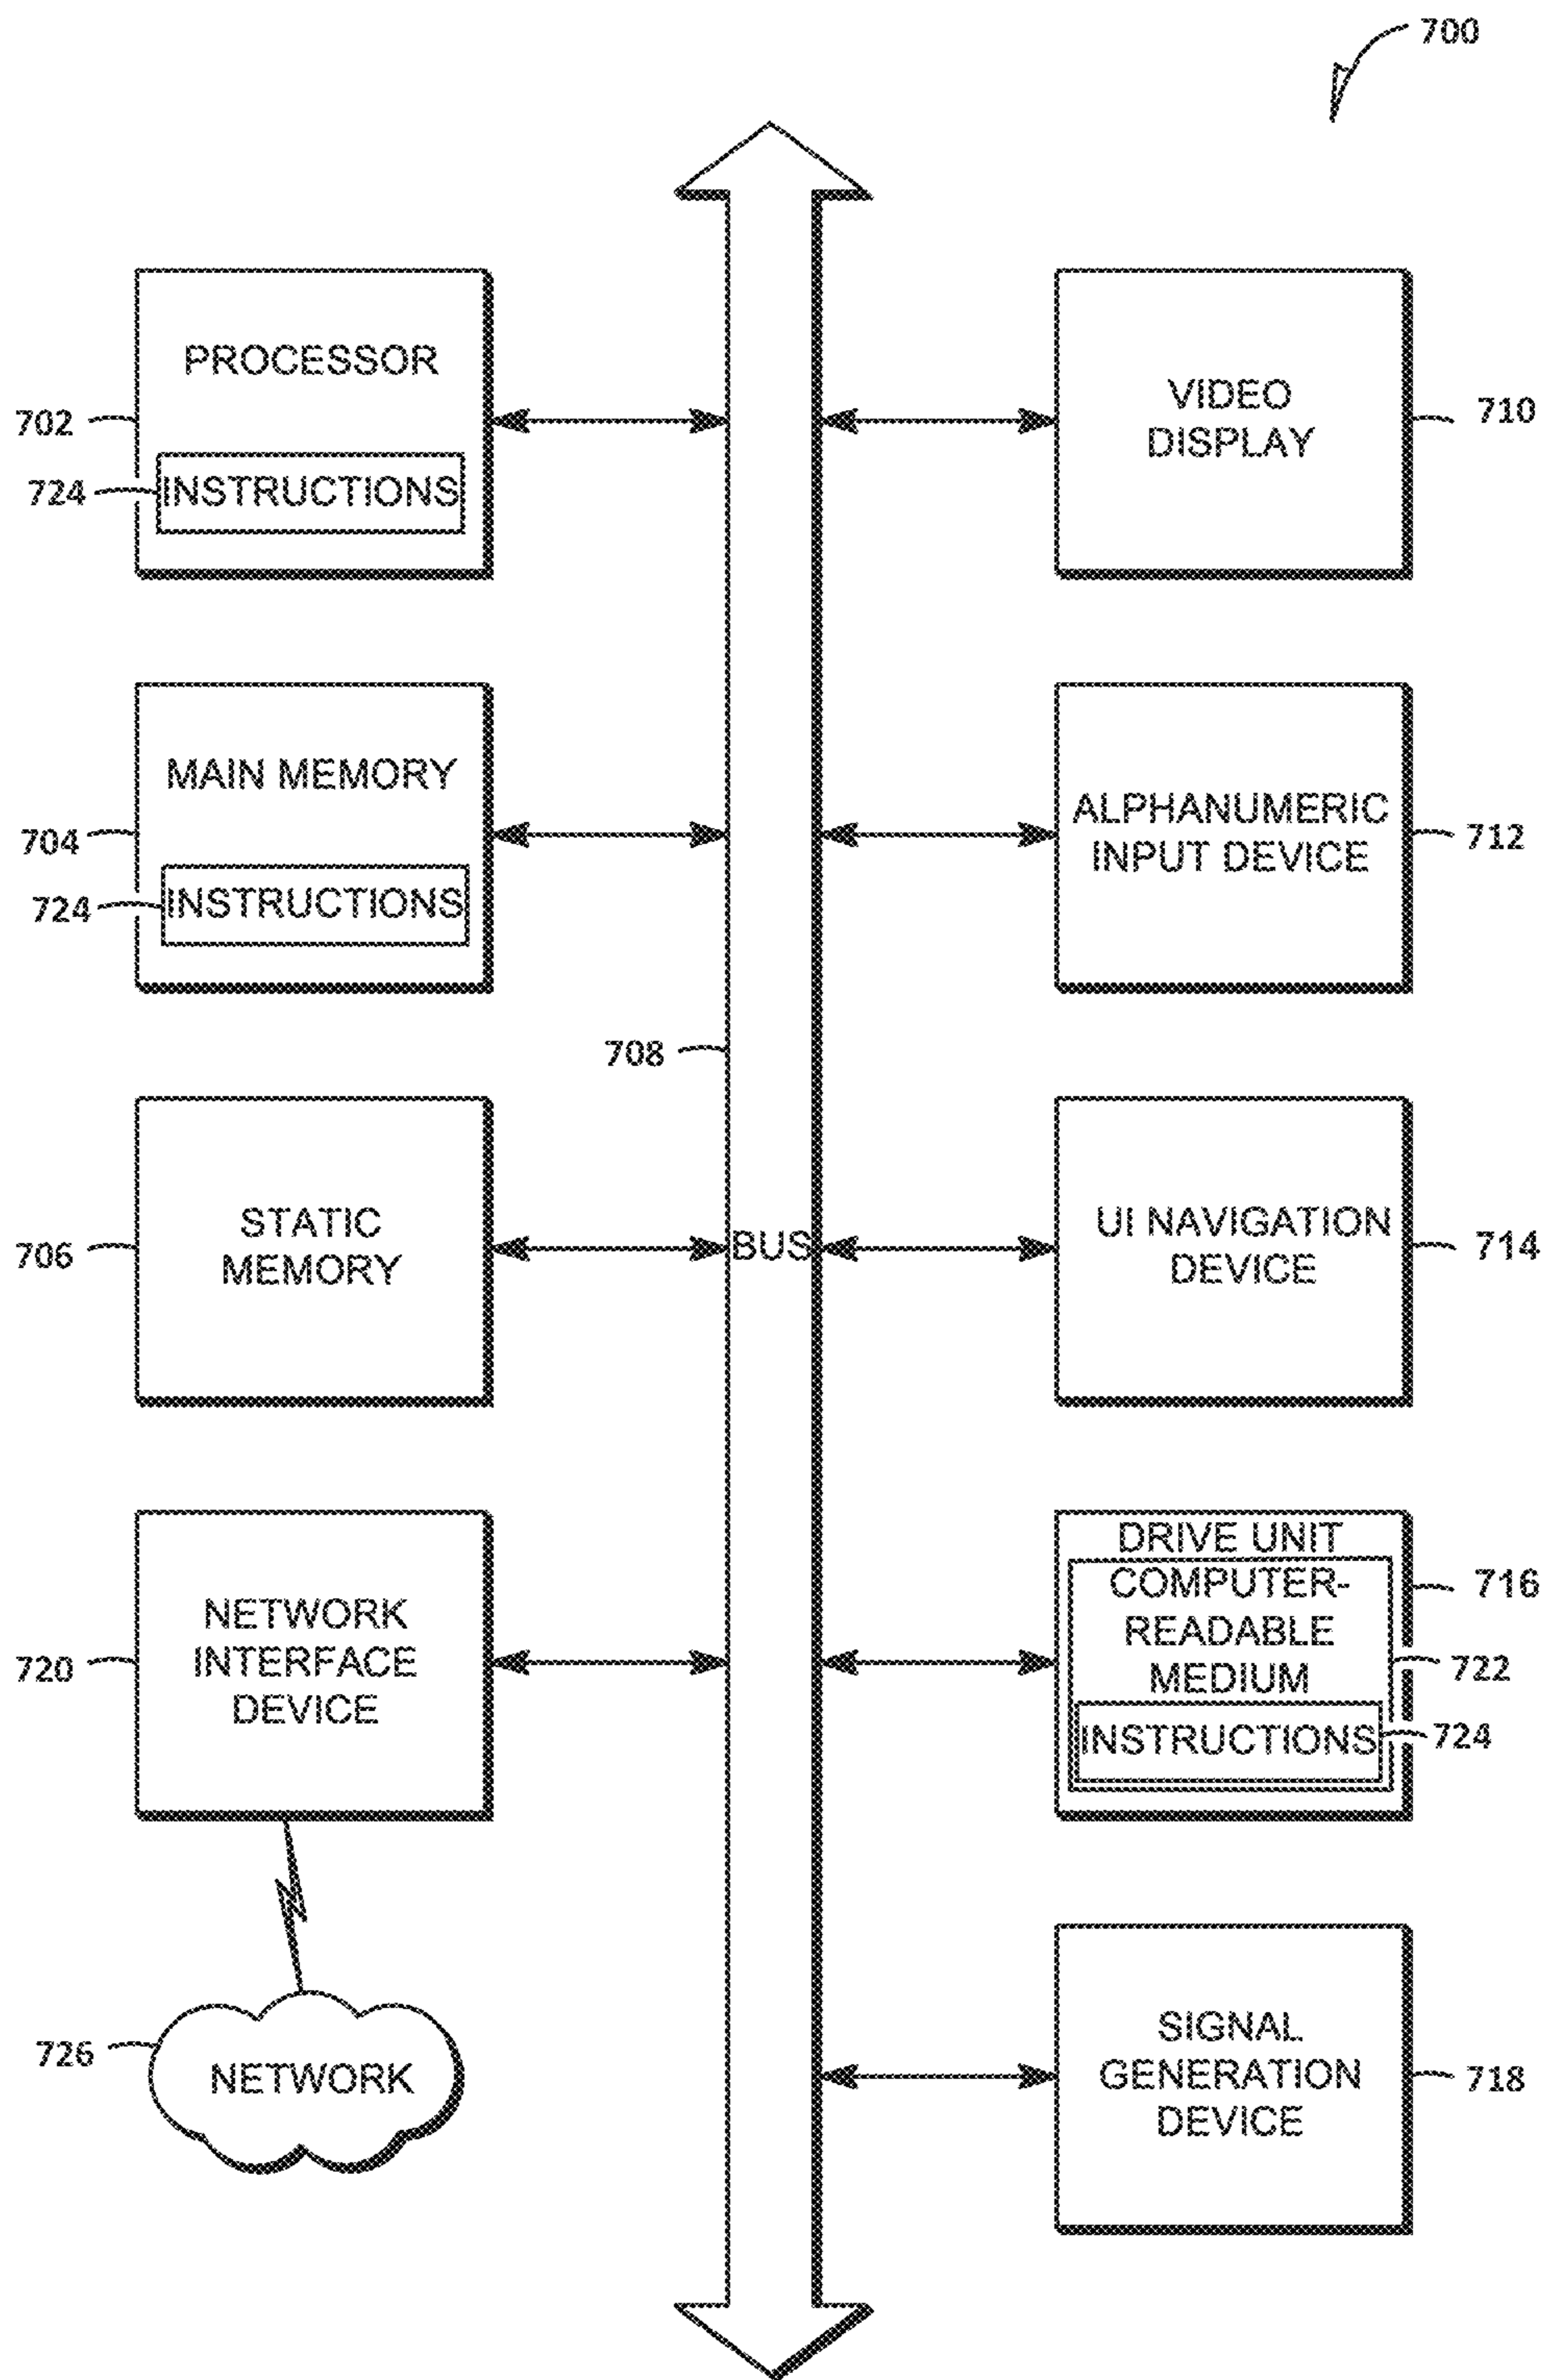 700
PROCESSOR
702
724
INSTRUCTIONS
VIDEO
DISPLAY
710
MAIN MEMORY
704
724
INSTRUCTIONS
ALPHANUMERIC
INPUT DEVICE
712
708
STATIC
MEMORY
706
BUS
UI NAVIGATION
DEVICE
714
NETWORK
INTERFACE
DEVICE
720
DRIVE UNIT
COMPUTER-
READABLE
MEDIUM
716
722
INSTRUCTIONS
724
726
NETWORK
SIGNAL
GENERATION
DEVICE
718